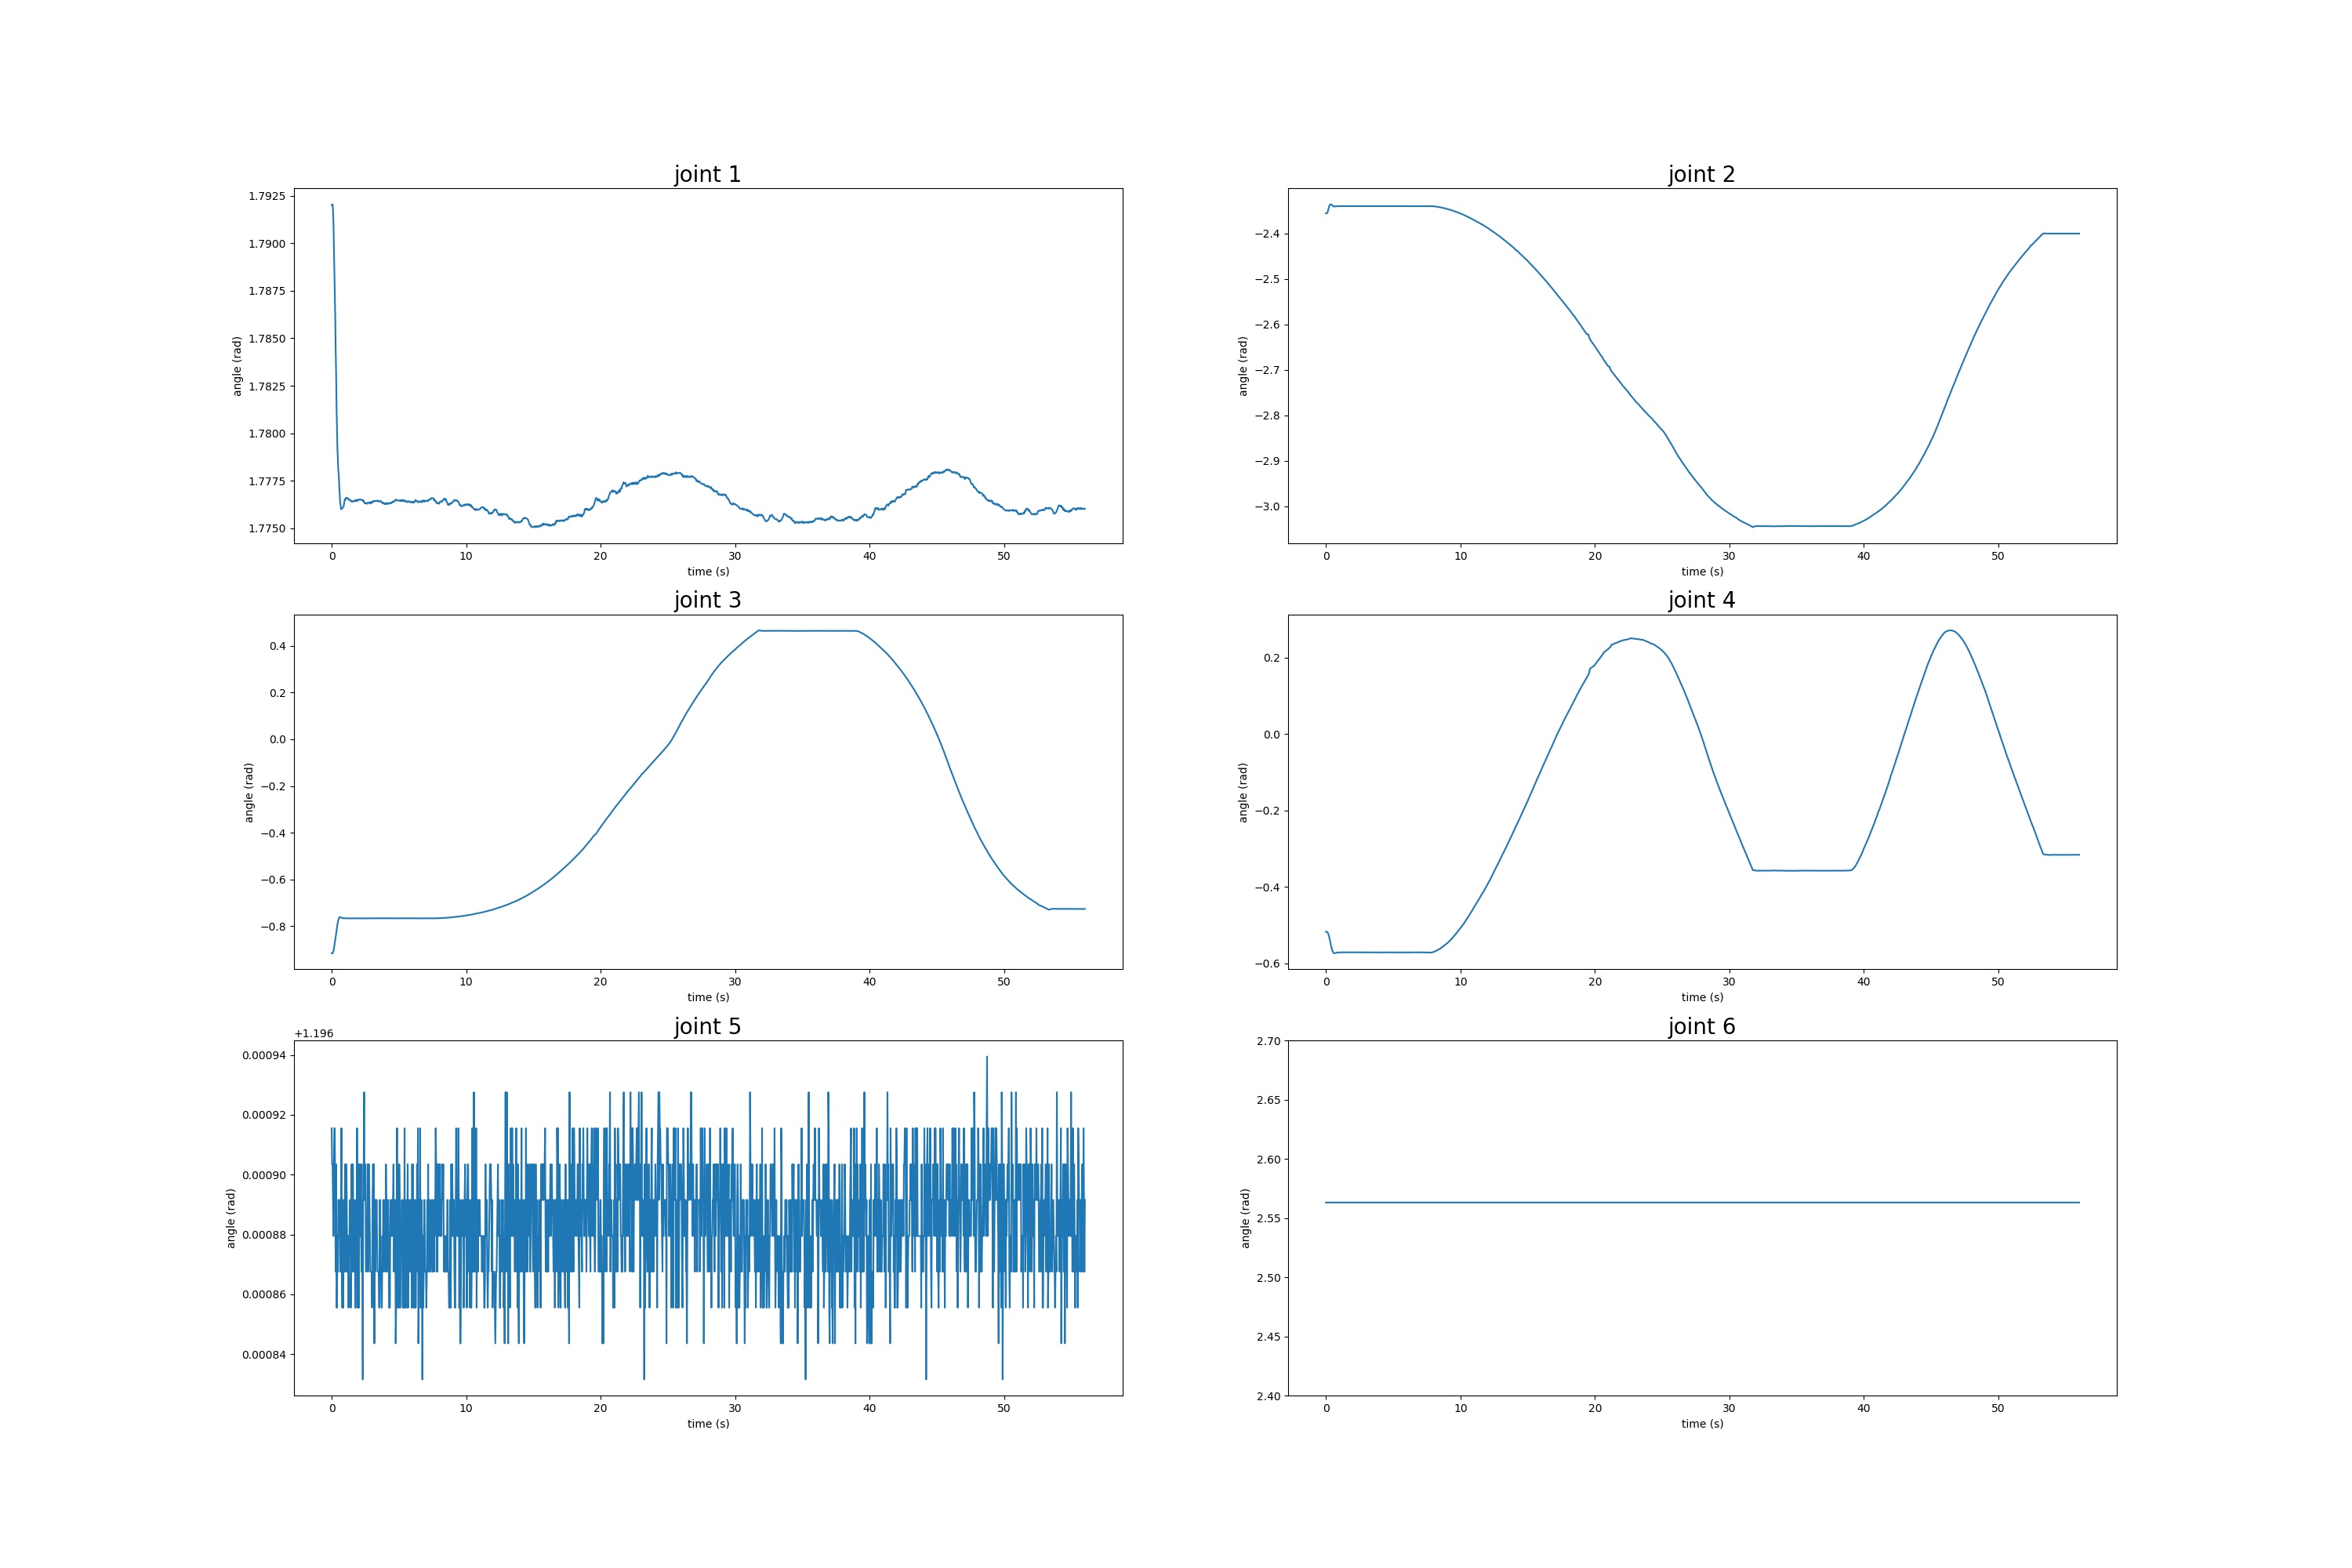 joint 1
1.7925
1.7900
1.7875
1.7850
1.7825
1.7800
1.7775
1.7750
angle (rad)
0 10 20 30 40 50
time (s)
joint 2
−2.4
−2.5
−2.6
−2.7
−2.8
−2.9
−3.0
angle (rad)
0 10 20 30 40 50
time (s)
joint 3
0.4
0.2
0.0
−0.2
−0.4
−0.6
−0.8
angle (rad)
0 10 20 30 40 50
time (s)
joint 4
0.2
0.0
−0.2
−0.4
−0.6
angle (rad)
0 10 20 30 40 50
time (s)
joint 5
+1.196
0.00094
0.00092
0.00090
0.00088
0.00086
0.00084
angle (rad)
0 10 20 30 40 50
time (s)
joint 6
2.70
2.65
2.60
2.55
2.50
2.45
2.40
angle (rad)
0 10 20 30 40 50
time (s)